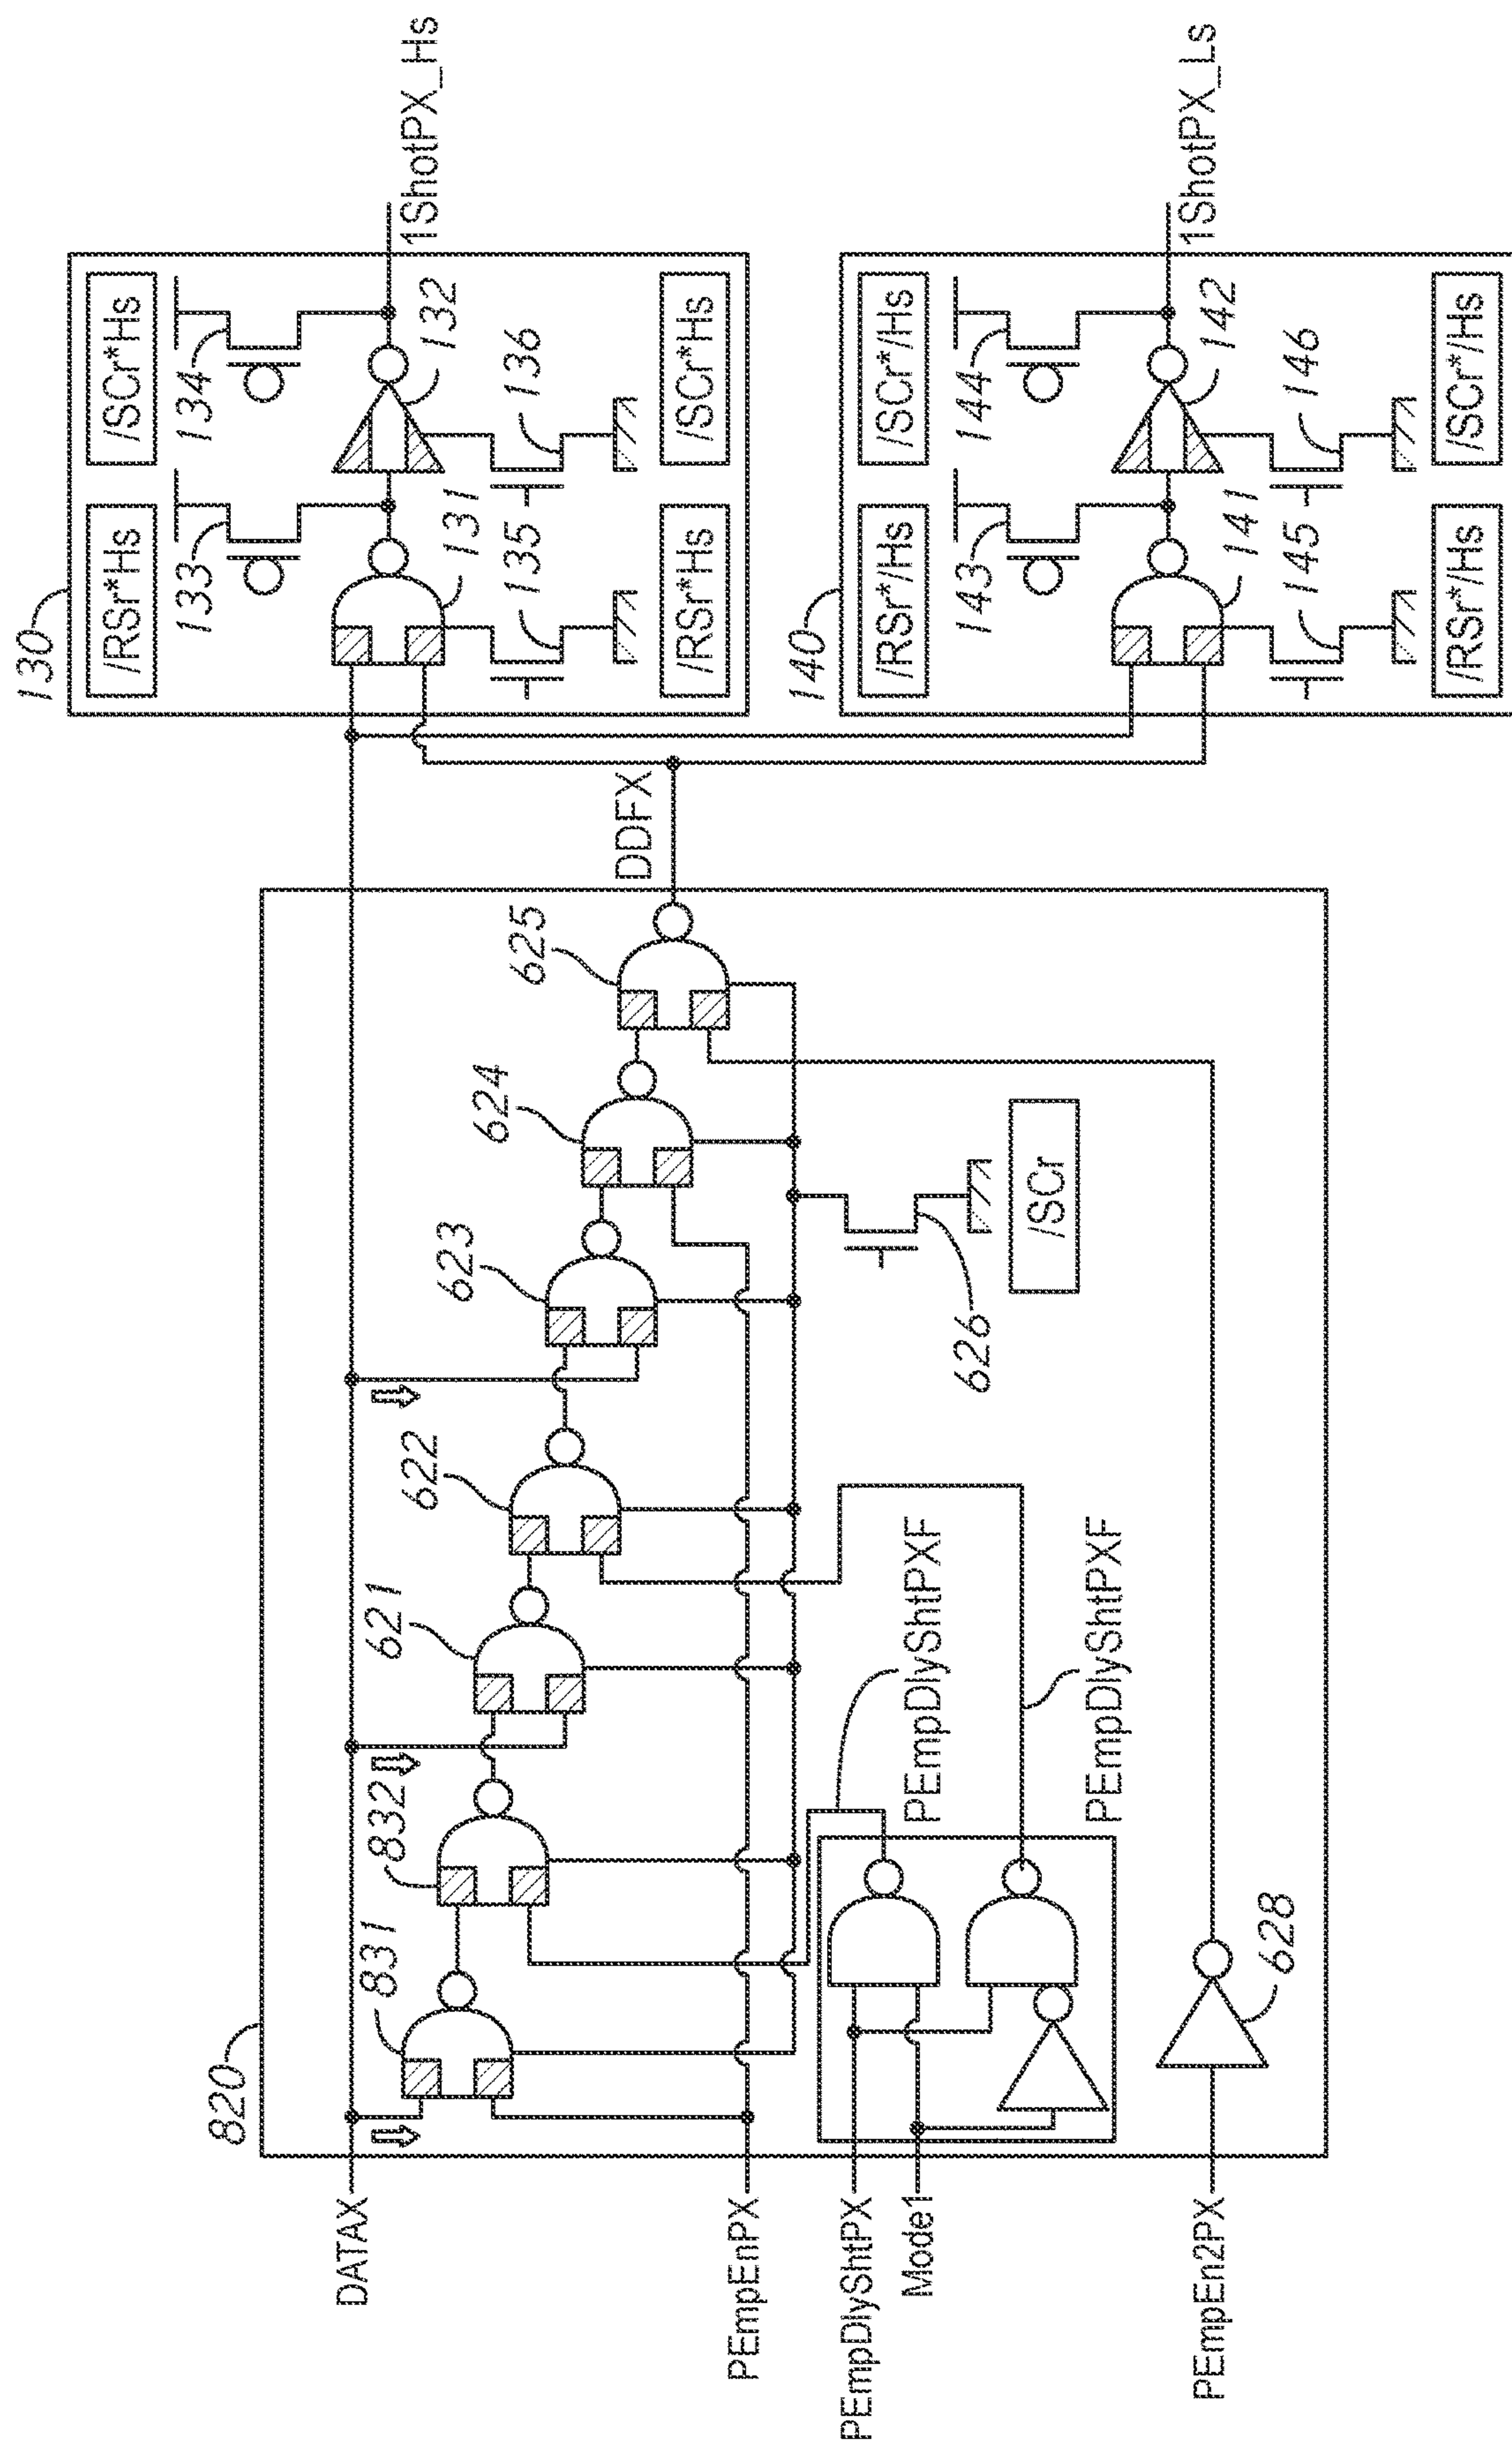 130
/RSr*Hs
/SCr*Hs
133
134
131
132
135
136
/RSr*Hs
/SCr*Hs
1ShotPX_Hs
140
/RSr*/Hs
/SCr*/Hs
143
144
141
142
145
146
/RSr*/Hs
/SCr*/Hs
1ShotPX_Ls
820
DATAX
831
832
621
622
623
624
625
DDFX
PEmpEnPX
626
/SCr
PEmpDlyShtPX
Mode1
PEmpDlyShtPXF
PEmpDlyShtPXF
PEmpEn2PX
628